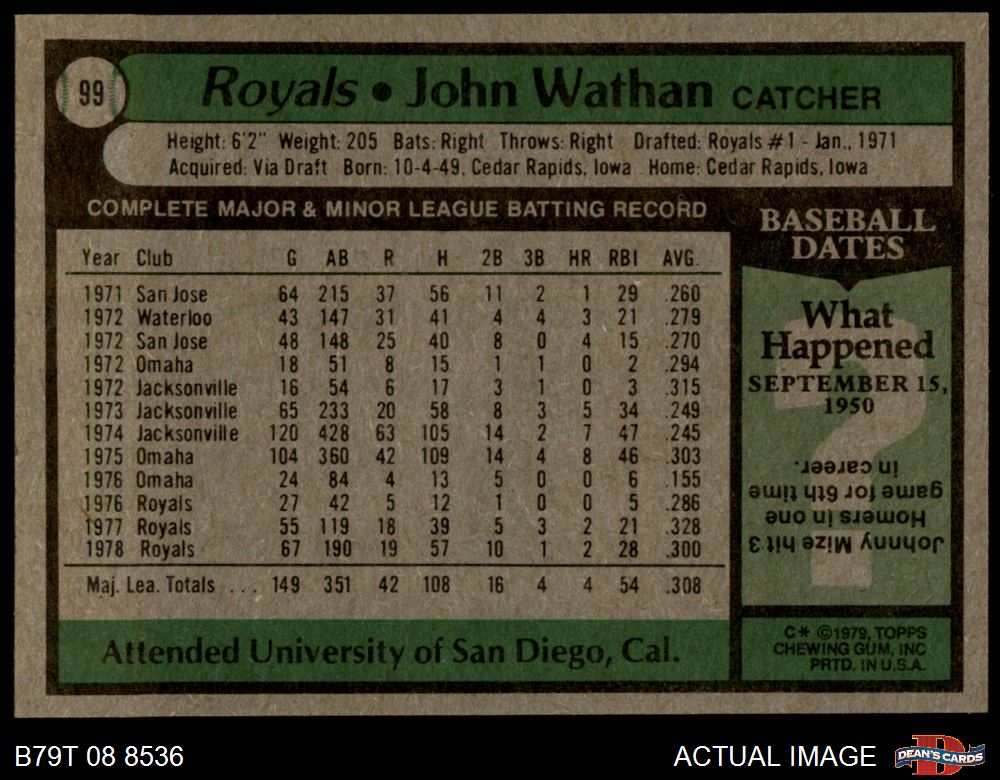 99
Royals • John Wathan CATCHER
Height: 6'2" Weight: 205 Bats: Right Throws: Right Drafted: Royals #1 - Jan., 1971
Acquired: Via Draft Born: 10-4-49, Cedar Rapids, Iowa Home: Cedar Rapids, Iowa
COMPLETE MAJOR & MINOR LEAGUE BATTING RECORD
Year Club G AB R H 2B 3B HR RBI AVG.
1971 San Jose 64 215 37 56 11 2 1 29 .260
1972 Waterloo 43 147 31 41 4 4 3 21 .279
1972 San Jose 48 148 25 40 8 0 4 15 .270
1972 Omaha 18 51 8 15 1 1 0 2 .294
1972 Jacksonville 16 54 6 17 3 1 0 3 .315
1973 Jacksonville 65 233 20 58 8 3 5 34 .249
1974 Jacksonville 120 428 63 105 14 2 7 47 .245
1975 Omaha 104 360 42 109 14 4 8 46 .303
1976 Omaha 24 84 4 13 5 0 0 6 .155
1976 Royals 27 42 5 12 1 0 0 5 .286
1977 Royals 55 119 18 39 5 3 2 21 .328
1978 Royals 67 190 19 57 10 1 2 28 .300
Maj. Lea. Totals . . . 149 351 42 108 16 4 4 54 .308
Attended University of San Diego, Cal.
BASEBALL
DATES
What
Happened
SEPTEMBER 15,
1950
Johnny Mize hit 3
Homers in one
game for 6th time
in career.
C* ©1979, TOPPS
CHEWING GUM, INC
PRTD. IN U.S.A.
B79T 08 8536
ACTUAL IMAGE
DEAN'S CARDS